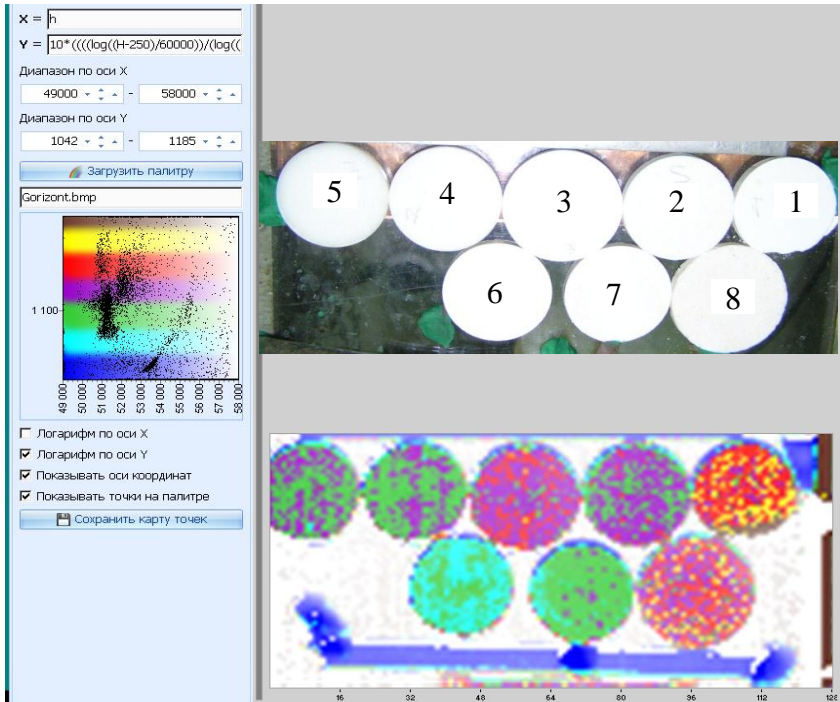 X = h
Y = 10*((((log((H-250)/60000))/(log((
Диапазон по оси X
49000 - 58000
Диапазон по оси Y
1042 - 1185
Загрузить палитру
Gorizont.bmp
1 100
49 000 50 000 51 000 52 000 53 000 54 000 55 000 56 000 57 000 58 000
Логарифм по оси X
Логарифм по оси Y
Показывать оси координат
Показывать точки на палитре
Сохранить карту точек
5 4 3 2 1
6 7 8
16 32 48 64 80 96 112 128